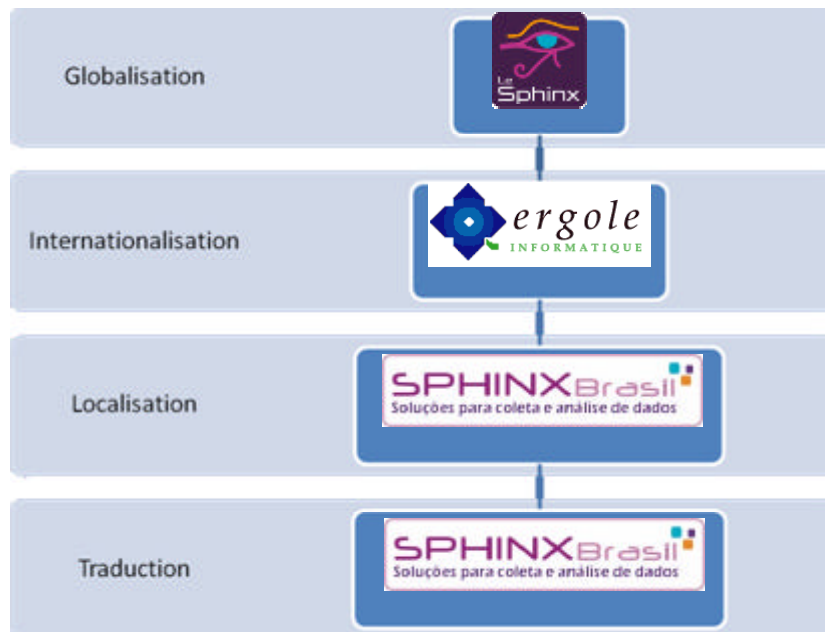 Globalisation
Le
Sphinx
Internationalisation
ergole
INFORMATIQUE
Localisation
SPHINXBrasil
Soluções para coleta e análise de dados
Traduction
SPHINXBrasil
Soluções para coleta e análise de dados